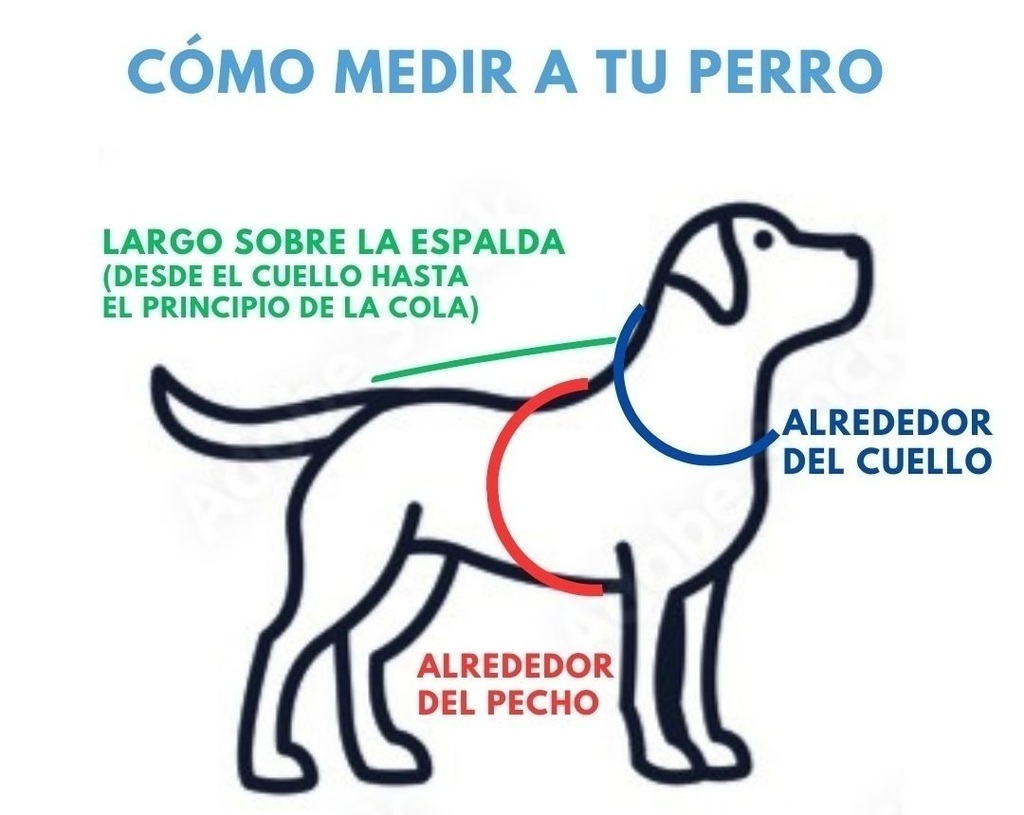 CÓMO MEDIR A TU PERRO
LARGO SOBRE LA ESPALDA
(DESDE EL CUELLO HASTA
EL PRINCIPIO DE LA COLA)
ALREDEDOR
DEL CUELLO
ALREDEDOR
DEL PECHO